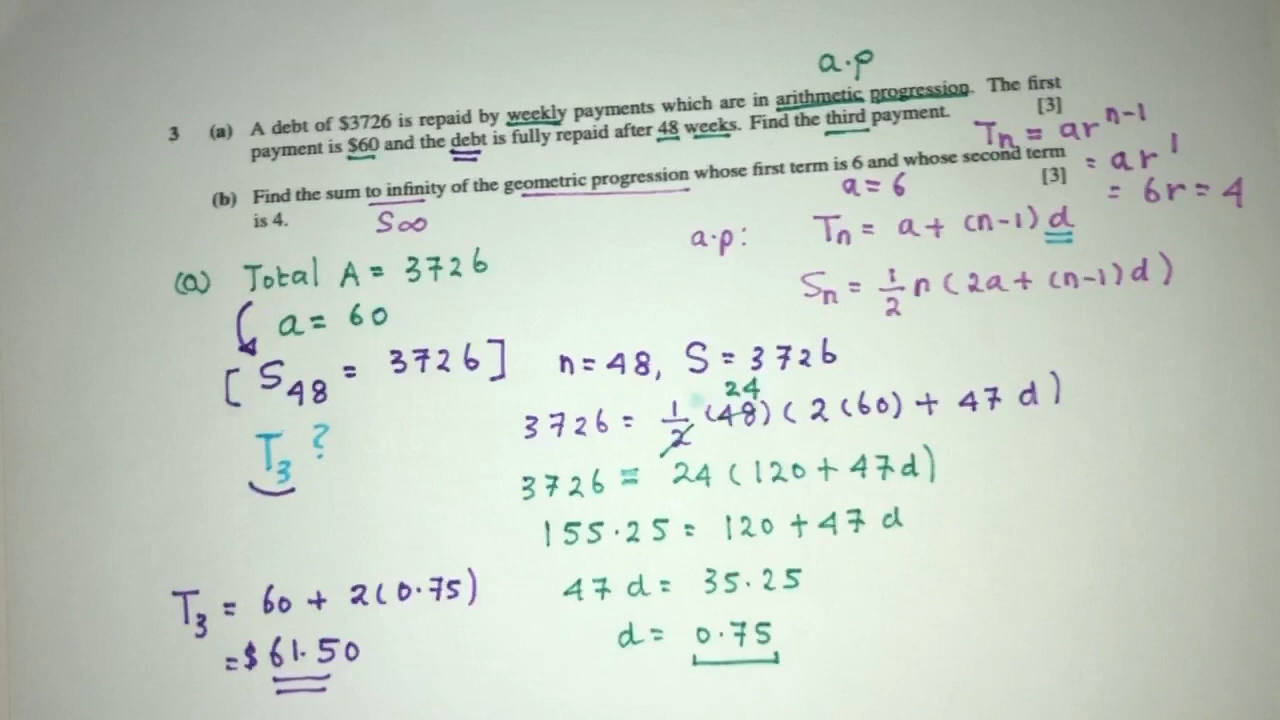 a.p
3 (a) A debt of $3726 is repaid by weekly payments which are in arithmetic progression. The first
payment is $60 and the debt is fully repaid after 48 weeks. Find the third payment. [3]
(b) Find the sum to infinity of the geometric progression whose first term is 6 and whose second term
is 4. [3]
Tn = ar^n-1
= ar^1
= 6r = 4
S∞
a = 6
a.p: Tn = a + (n-1)d
Sn = 1/2 n (2a + (n-1)d)
(a) Total A = 3726
a = 60
[S48 = 3726]
T3?
n = 48, S = 3726
24
3726 = 1/2 (48) (2(60) + 47d)
3726 = 24 (120 + 47d)
155.25 = 120 + 47d
47d = 35.25
d = 0.75
T3 = 60 + 2(0.75)
= $61.50